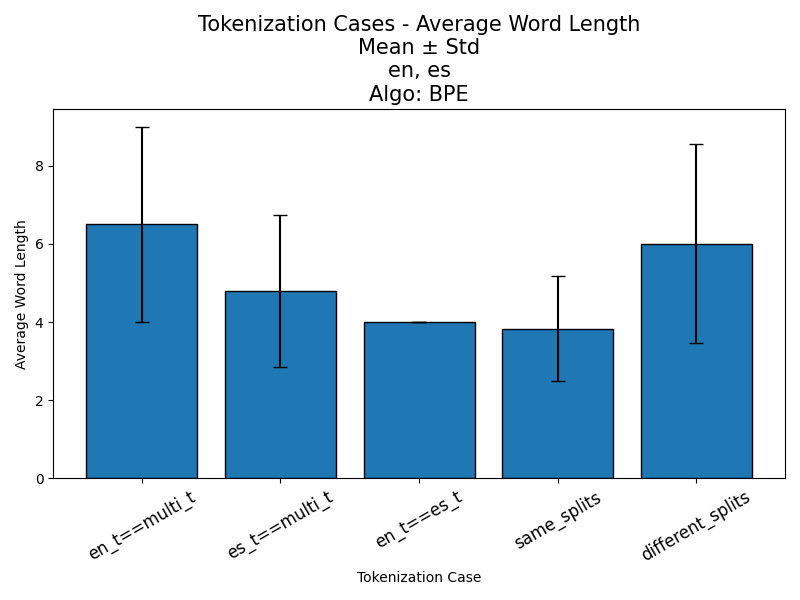 Tokenization Cases - Average Word Length
Mean ± Std
en, es
Algo: BPE
Average Word Length
8
6
4
2
0
en_t==multi_t
es_t==multi_t
en_t==es_t
same_splits
different_splits
Tokenization Case